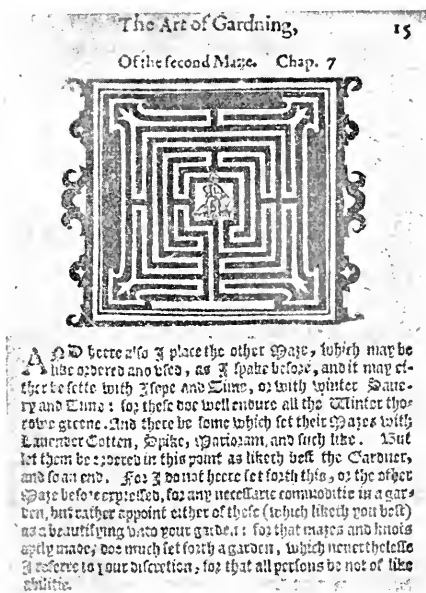 The Art of Gardning, 15
Of the second Maze. Chap. 7
AND heere also I place the other Maze, which may be
like ordered and vsed, as I spake before, and it may ei-
ther be sette with Isope and Time, or with winter Saue-
ry and Time: for these doe well endure all the Winter tho-
rowe greene. And there be some which set their Mazes with
Lauender Cotten, Spike, Marioram, and such like. But
let them be ordered in this point as liketh best the Gardner,
and so an end. For I do not heere set forth this, or the other
Maze before expressed, for any necessarie commoditie in a gar-
den, but rather appoint either of these (which liketh you best)
as a beautifying vnto your garden: for that mazes and knots
aptly made, doe much set forth a garden, which neuerthelesse
I referre to your discretion, for that all persons be not of like
abilitie.